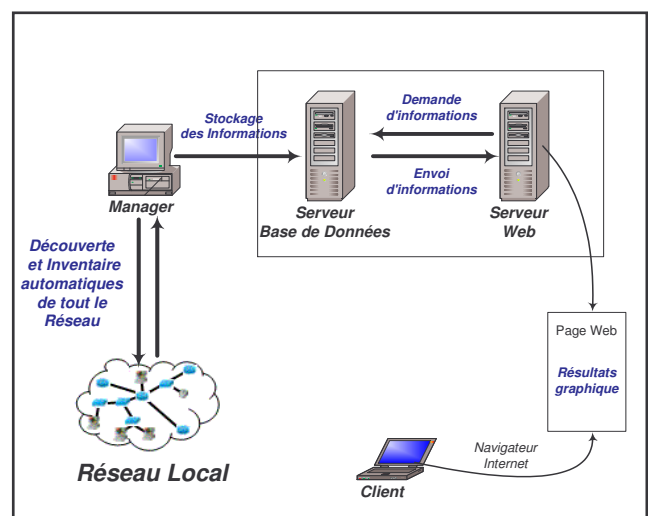 Stockage
des Informations
Demande
d'informations
Envoi
d'informations
Manager
Serveur
Base de Données
Serveur
Web
Découverte
et Inventaire
automatiques
de tout le
Réseau
Page Web
Résultats
graphique
Réseau Local
Navigateur
Internet
Client